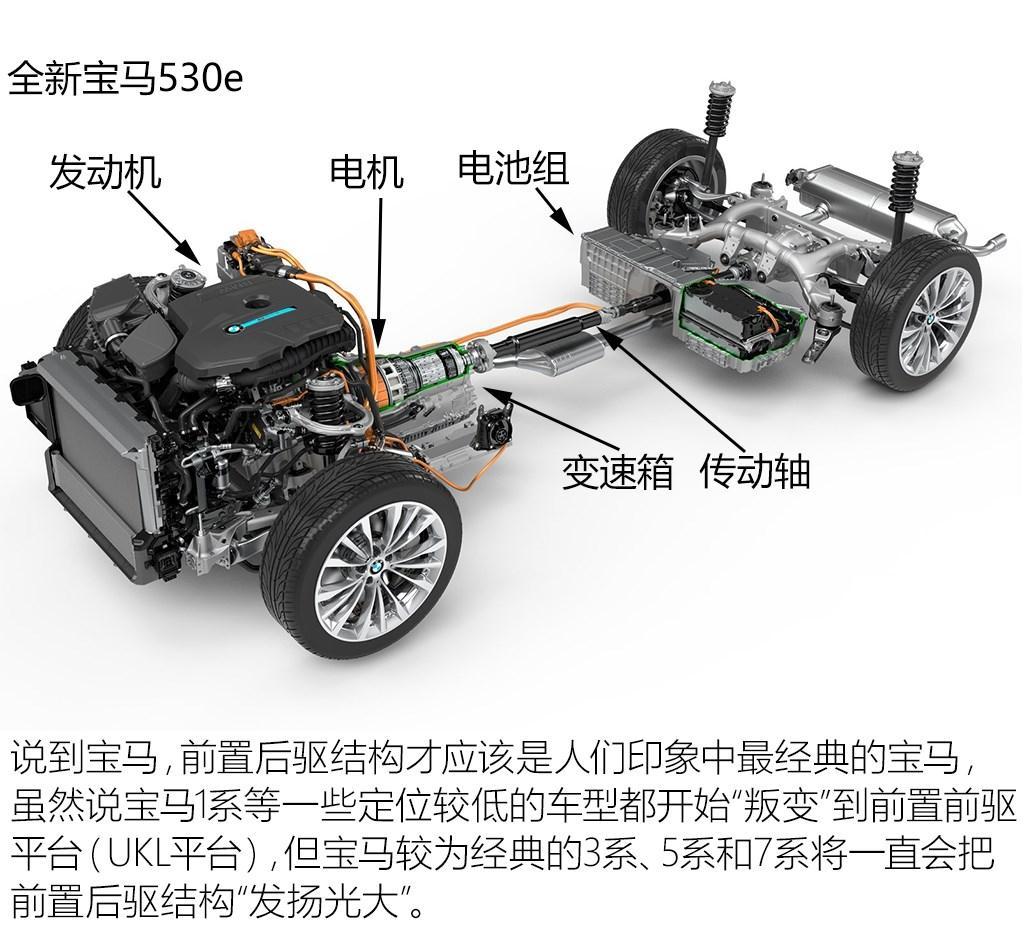 全新宝马530e
发动机
电机
电池组
变速箱
传动轴
说到宝马,前置后驱结构才应该是人们印象中最经典的宝马,
虽然说宝马1系等一些定位较低的车型都开始“叛变”到前置前驱
平台(UKL平台),但宝马较为经典的3系、5系和7系将一直会把
前置后驱结构“发扬光大”。